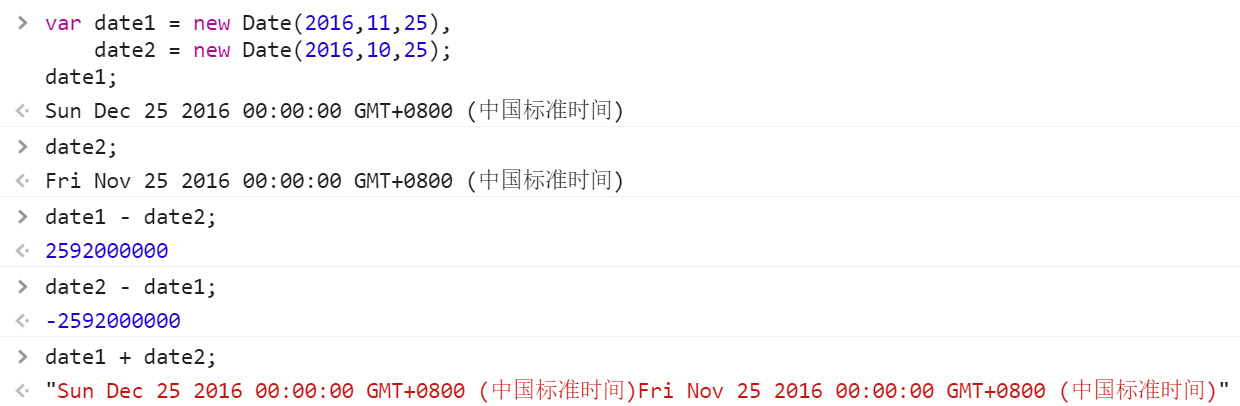 > var date1 = new Date(2016,11,25),
date2 = new Date(2016,10,25);
date1;
Sun Dec 25 2016 00:00:00 GMT+0800 (中国标准时间)
> date2;
Fri Nov 25 2016 00:00:00 GMT+0800 (中国标准时间)
> date1 - date2;
2592000000
> date2 - date1;
-2592000000
> date1 + date2;
"Sun Dec 25 2016 00:00:00 GMT+0800 (中国标准时间)Fri Nov 25 2016 00:00:00 GMT+0800 (中国标准时间)"